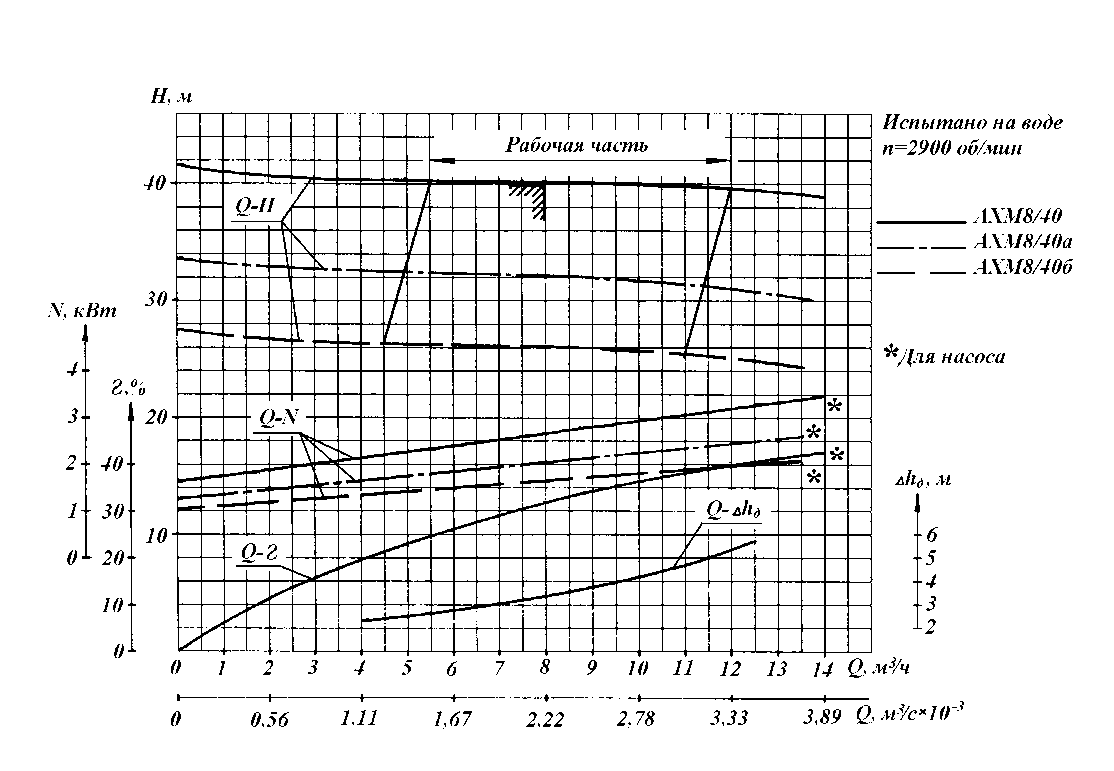 H, м
Испытано на воде
n=2900 об/мин
Рабочая часть
40
Q-H
АХМ8/40
АХМ8/40а
АХМ8/40б
30
N, кВт
*/Для насоса
4
г,%
3
20
Q-N
*
*
2
40
*
*
1
30
10
Q-Δhд
Δhд, м
6
0
20
Q-г
5
4
10
3
2
0
0 1 2 3 4 5 6 7 8 9 10 11 12 13 14 Q, м³/ч
0 0,56 1,11 1,67 2,22 2,78 3,33 3,89 Q, м³/с×10⁻³